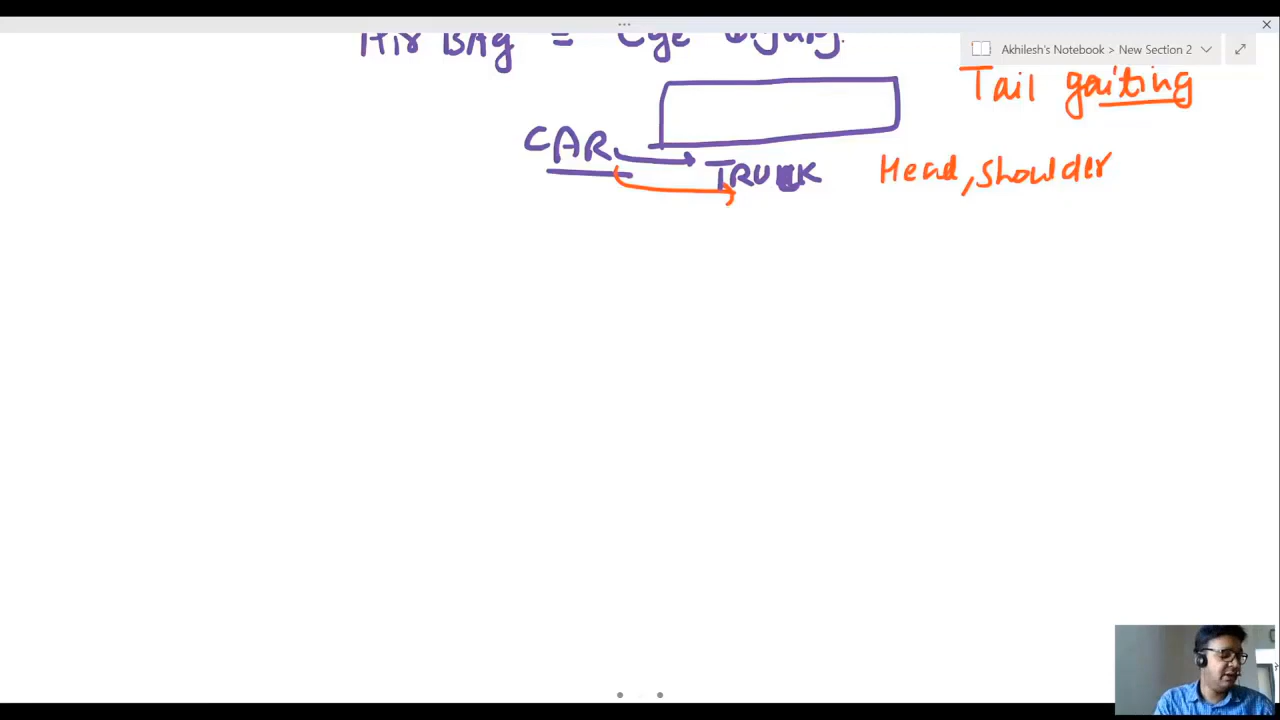 Air BAg = Eye injury.
Akhilesh's Notebook > New Section 2
Tail gaiting
CAR
TRUCK
Head, Shoulder